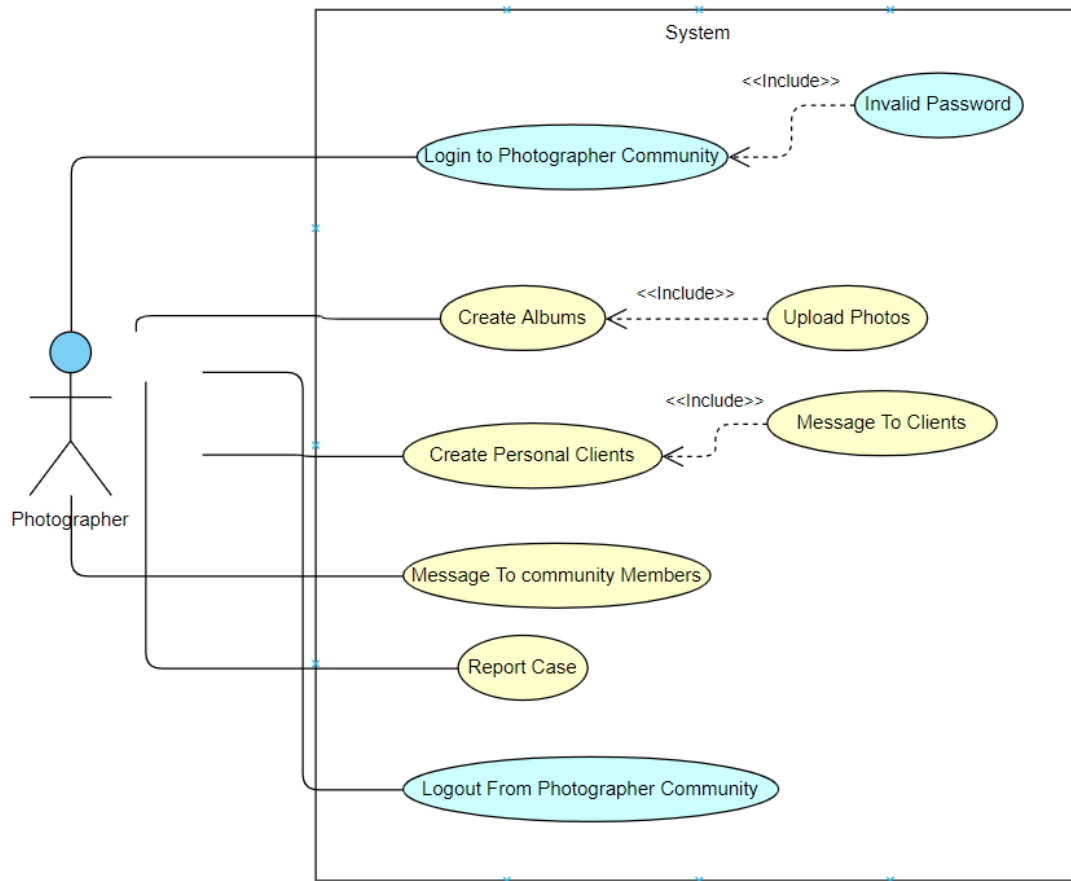 System
<<Include>>
Invalid Password
Login to Photographer Community
<<Include>>
Create Albums
Upload Photos
<<Include>>
Message To Clients
Create Personal Clients
Photographer
Message To community Members
Report Case
Logout From Photographer Community